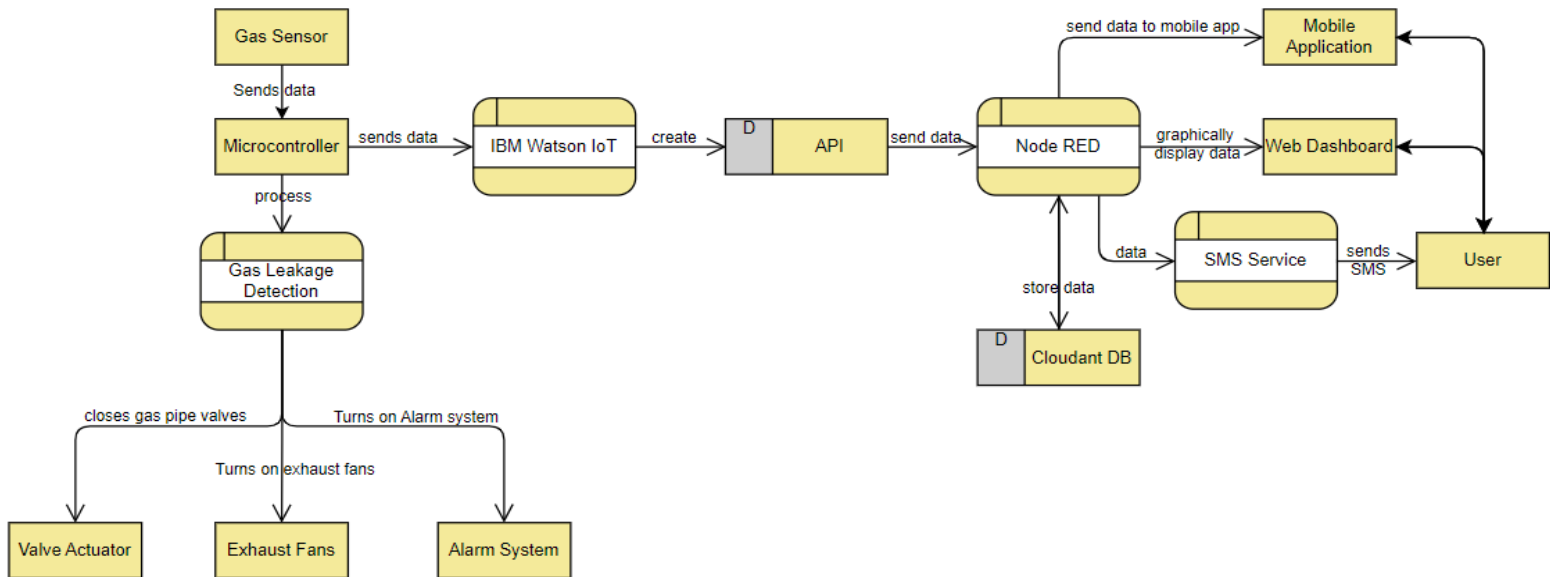 Gas Sensor
Sends data
Microcontroller
sends data
IBM Watson IoT
create
D
API
send data
Node RED
send data to mobile app
Mobile
Application
graphically
display data
Web Dashboard
data
SMS Service
sends
SMS
User
store data
D
Cloudant DB
process
Gas Leakage
Detection
closes gas pipe valves
Turns on Alarm system
Turns on exhaust fans
Valve Actuator
Exhaust Fans
Alarm System